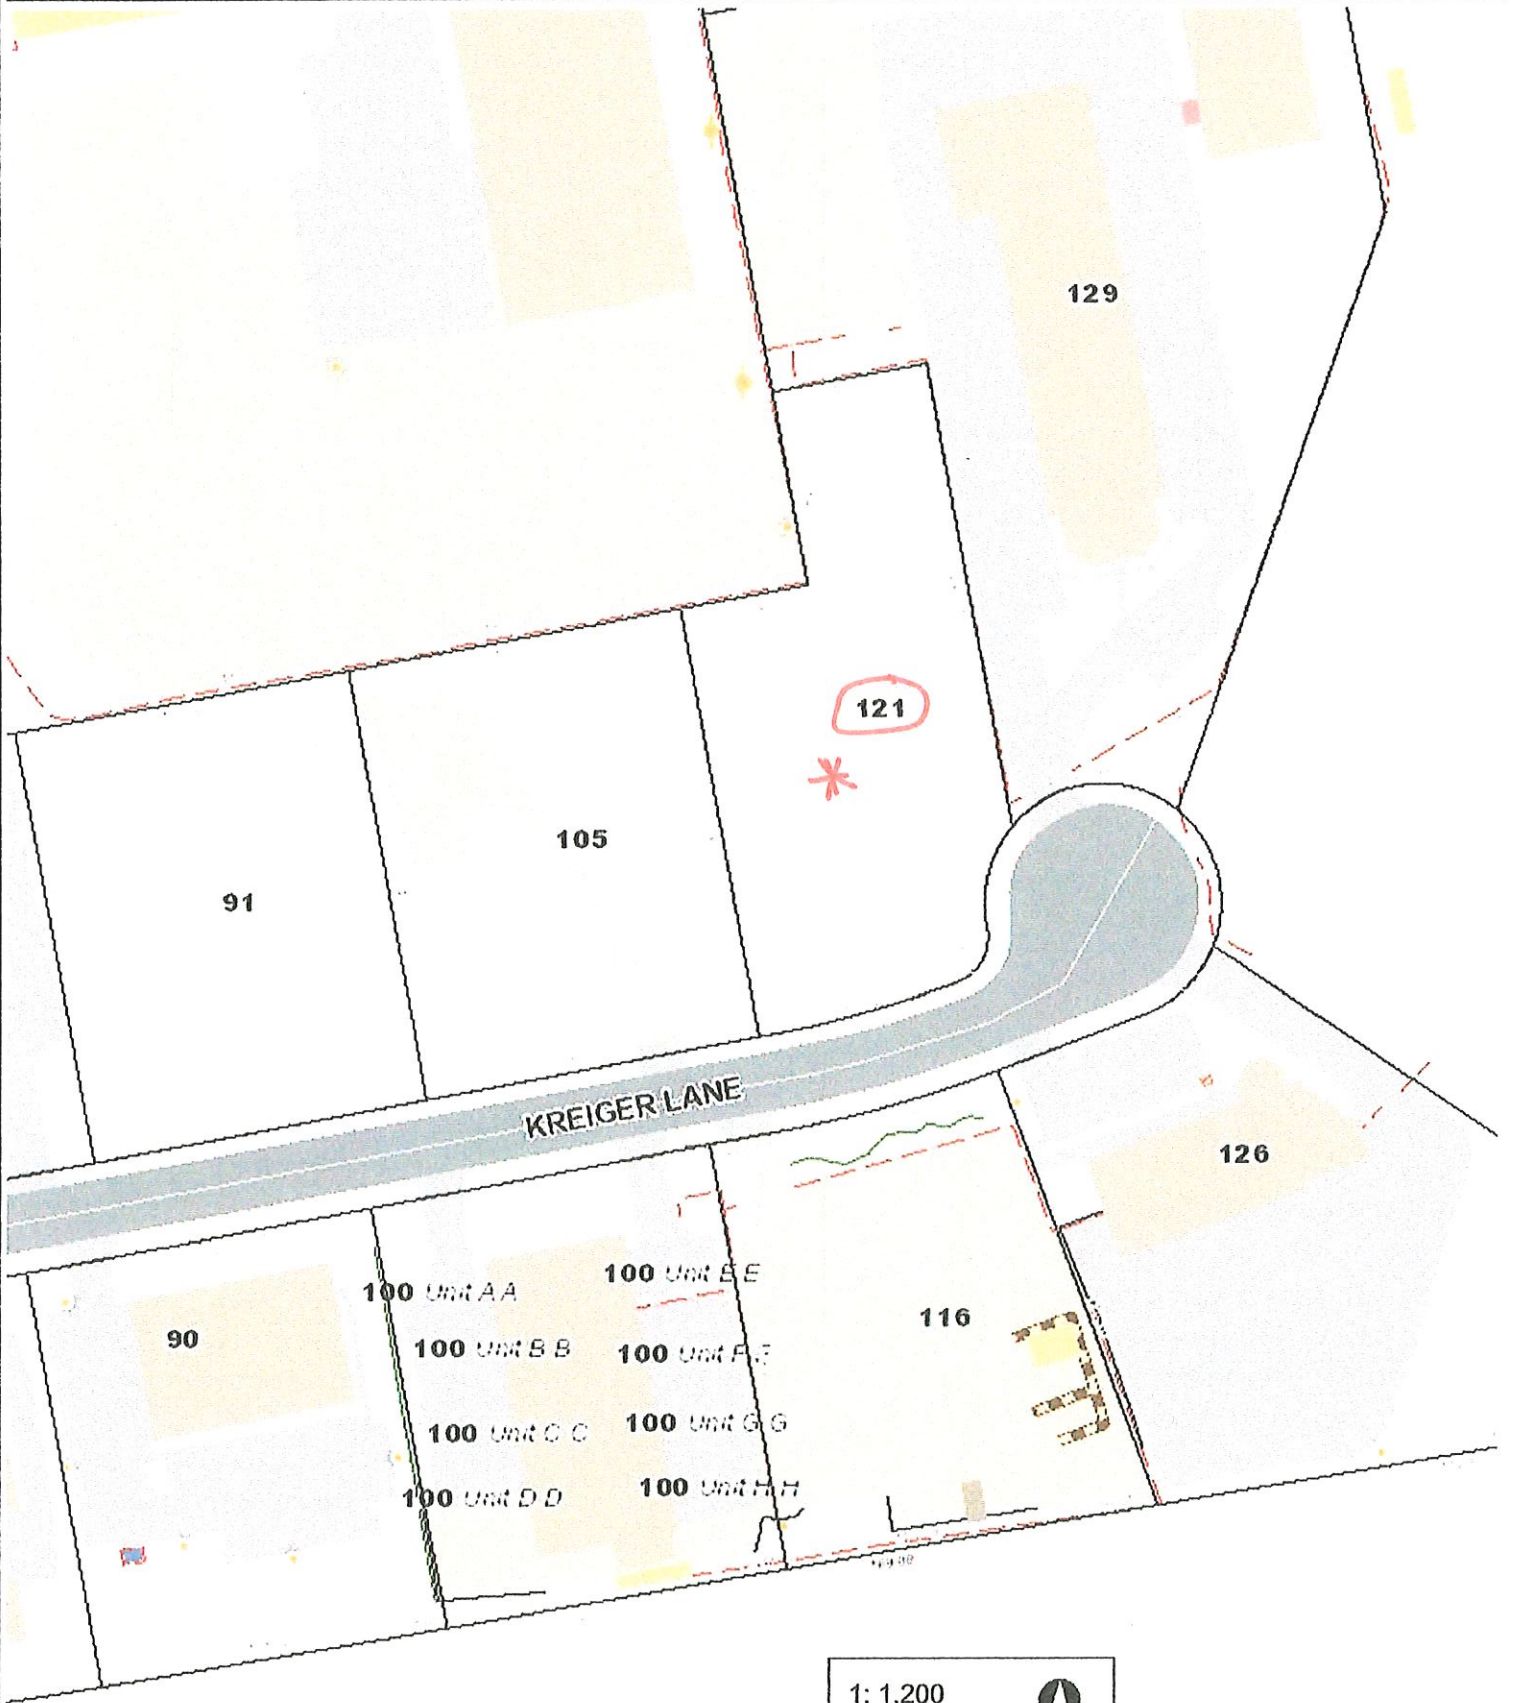 129
121
105
91
KREIGER LANE
126
100 Unit E E
100 Unit A A
116
90
100 Unit B B
100 Unit F F
100 Unit C C
100 Unit G G
100 Unit D D
100 Unit H H
1: 1,200